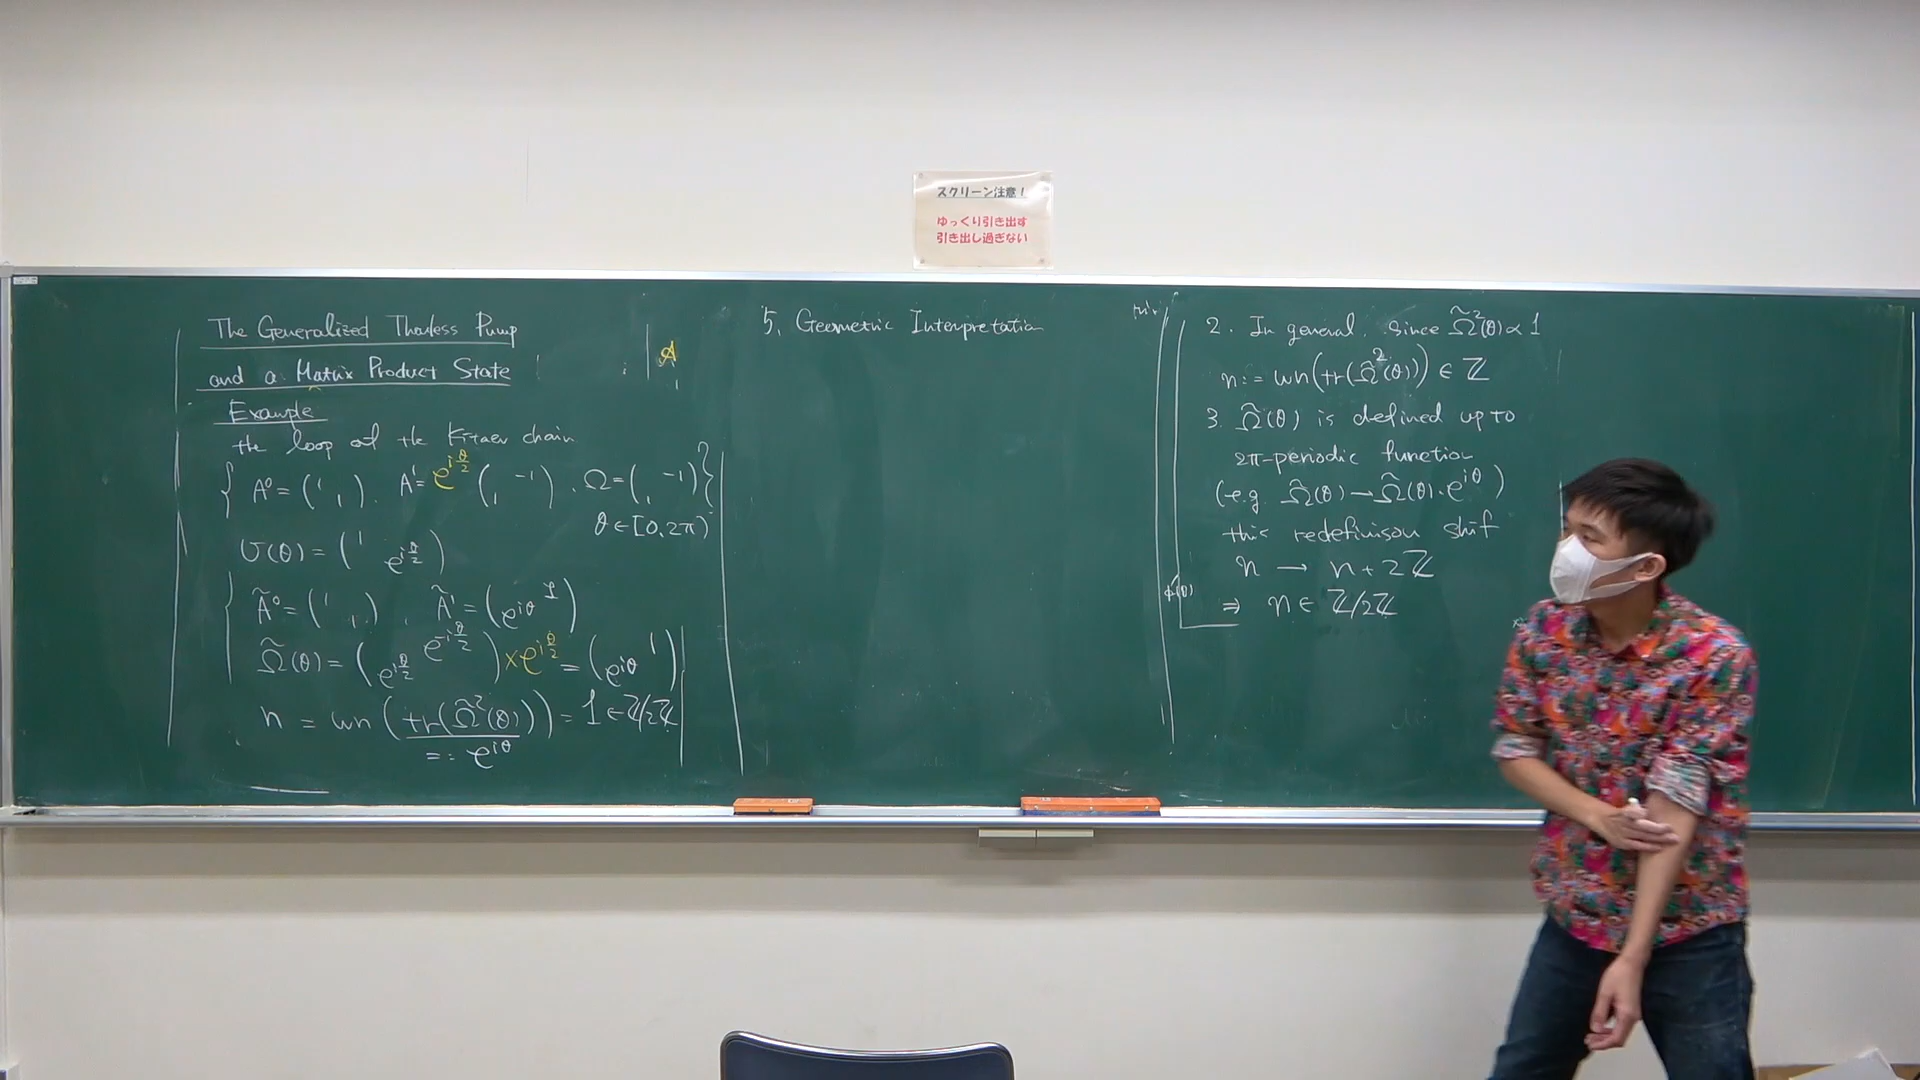 スクリーン注意!
ゆっくり引き出す
引き出し過ぎない
The Generalized Thouless Pump
and a Matrix Product State
Example
the loop of the Kitaev chain
{ A⁰ = (¹ ₁), A¹ = e^{iθ/2} (₁ ⁻¹), Ω = (₁ ⁻¹) }
θ ∈ [0, 2π)
U(θ) = (¹ e^{iθ/2})
Ã⁰ = (¹ ₁), Ã¹ = (e^{iθ} ¹)
Ω̃(θ) = (e^{iθ/2} e^{-iθ/2}) × e^{iθ/2} = (e^{iθ} ¹)
n = wn(tr(Ω̃²(θ))) = 1 ∈ ℤ/2ℤ
=: e^{iθ}
A
5, Geometric Interpretation
φ(θ)
2. In general, since Ω̃²(θ) ∝ 1
n := wn(tr(Ω̃²(θ))) ∈ ℤ
3. Ω̃(θ) is defined up to
2π-periodic function
(e.g. Ω̃(θ) → Ω̃(θ)·e^{iθ})
this redefinison shif
n → n + 2ℤ
⇒ n ∈ ℤ/2ℤ